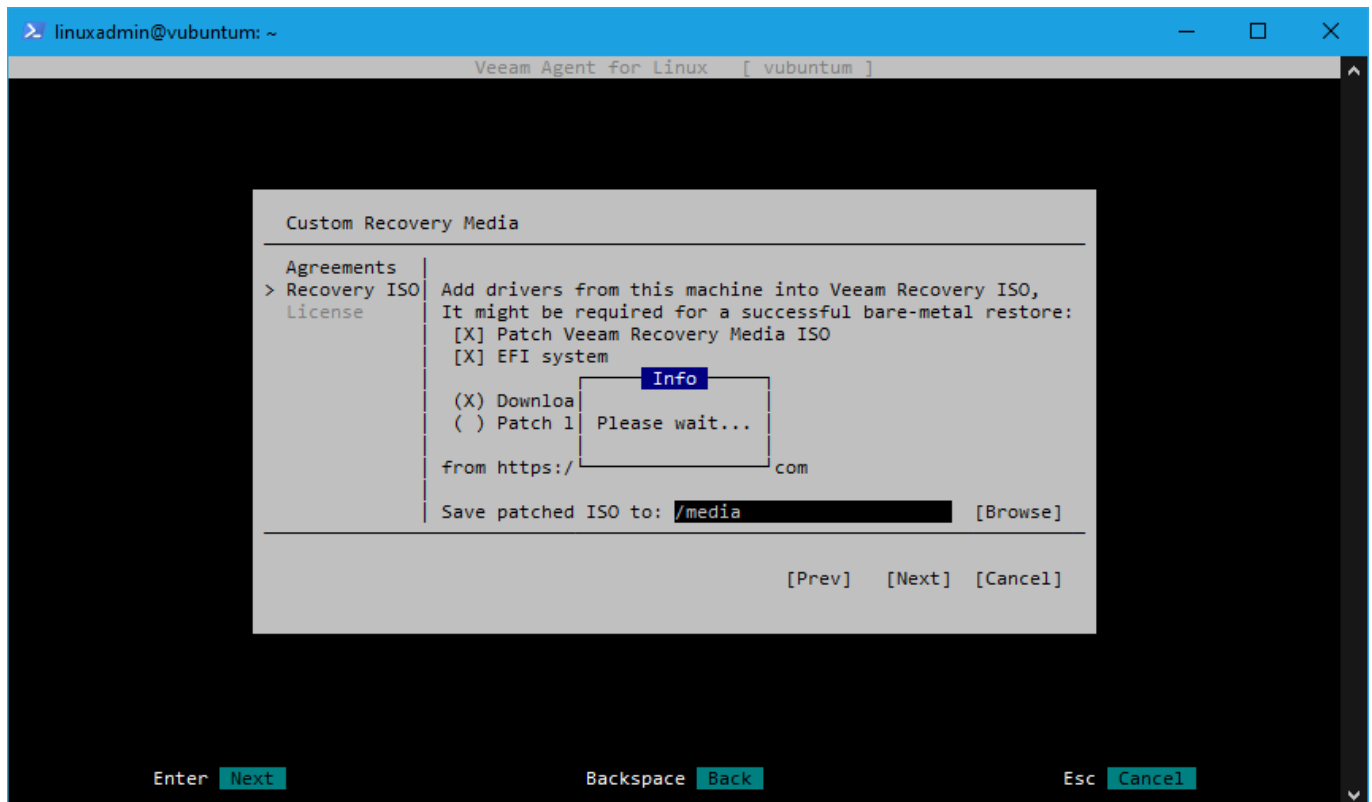 linuxadmin@vubuntum: ~
Veeam Agent for Linux [ vubuntum ]
Custom Recovery Media
Agreements
> Recovery ISO
License
Add drivers from this machine into Veeam Recovery ISO,
It might be required for a successful bare-metal restore:
[X] Patch Veeam Recovery Media ISO
[X] EFI system
(X) Downloa
( ) Patch l
Info
Please wait...
from https:/ com
Save patched ISO to: /media [Browse]
[Prev] [Next] [Cancel]
Enter Next Backspace Back Esc Cancel